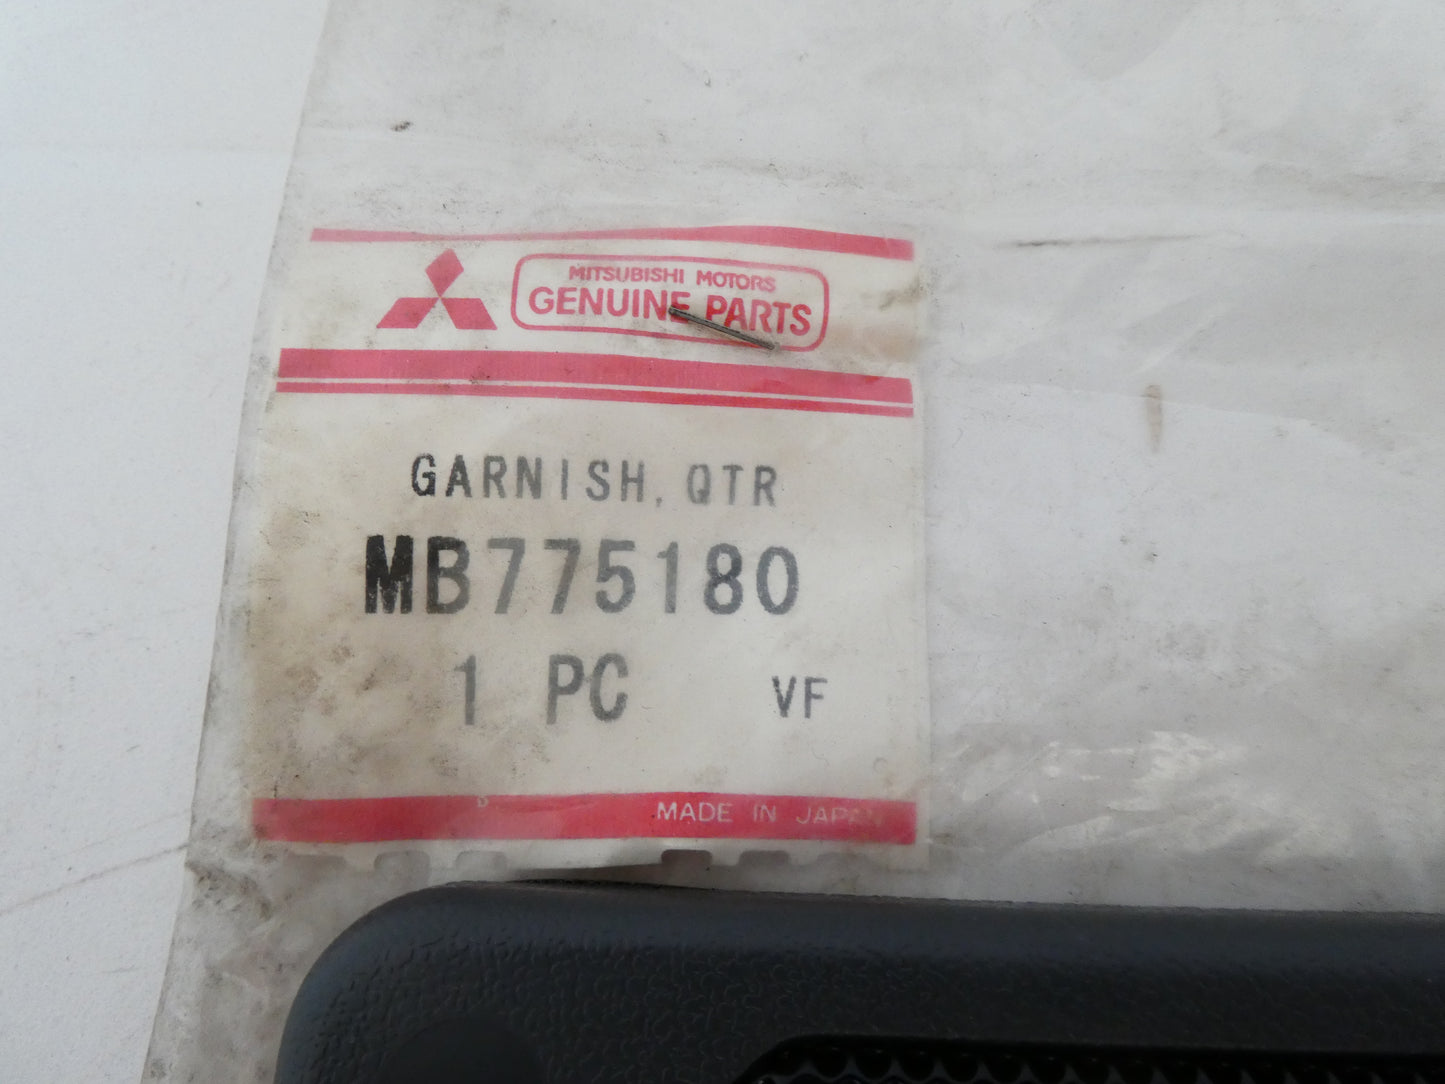 MITSUBISHI MOTORS
GENUINE PARTS
GARNISH, QTR
MB775180
1 PC VF
D
MADE IN JAPAN